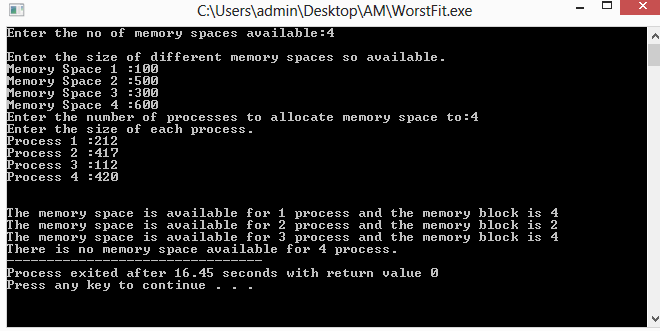 C:\Users\admin\Desktop\AM\WorstFit.exe
Enter the no of memory spaces available:4
Enter the size of different memory spaces so available.
Memory Space 1 :100
Memory Space 2 :500
Memory Space 3 :300
Memory Space 4 :600
Enter the number of processes to allocate memory space to:4
Enter the size of each process.
Process 1 :212
Process 2 :417
Process 3 :112
Process 4 :420
The memory space is available for 1 process and the memory block is 4
The memory space is available for 2 process and the memory block is 2
The memory space is available for 3 process and the memory block is 4
There is no memory space available for 4 process.
--------------------------------
Process exited after 16.45 seconds with return value 0
Press any key to continue . . .